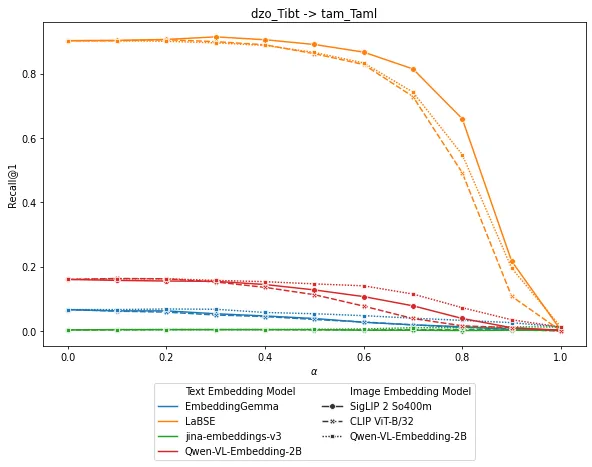 dzo_Tibt -> tam_Taml
Recall@1
0.8
0.6
0.4
0.2
0.0
0.0 0.2 0.4 0.6 0.8 1.0
α
Text Embedding Model
EmbeddingGemma
LaBSE
jina-embeddings-v3
Qwen-VL-Embedding-2B
Image Embedding Model
SigLIP 2 So400m
CLIP ViT-B/32
Qwen-VL-Embedding-2B